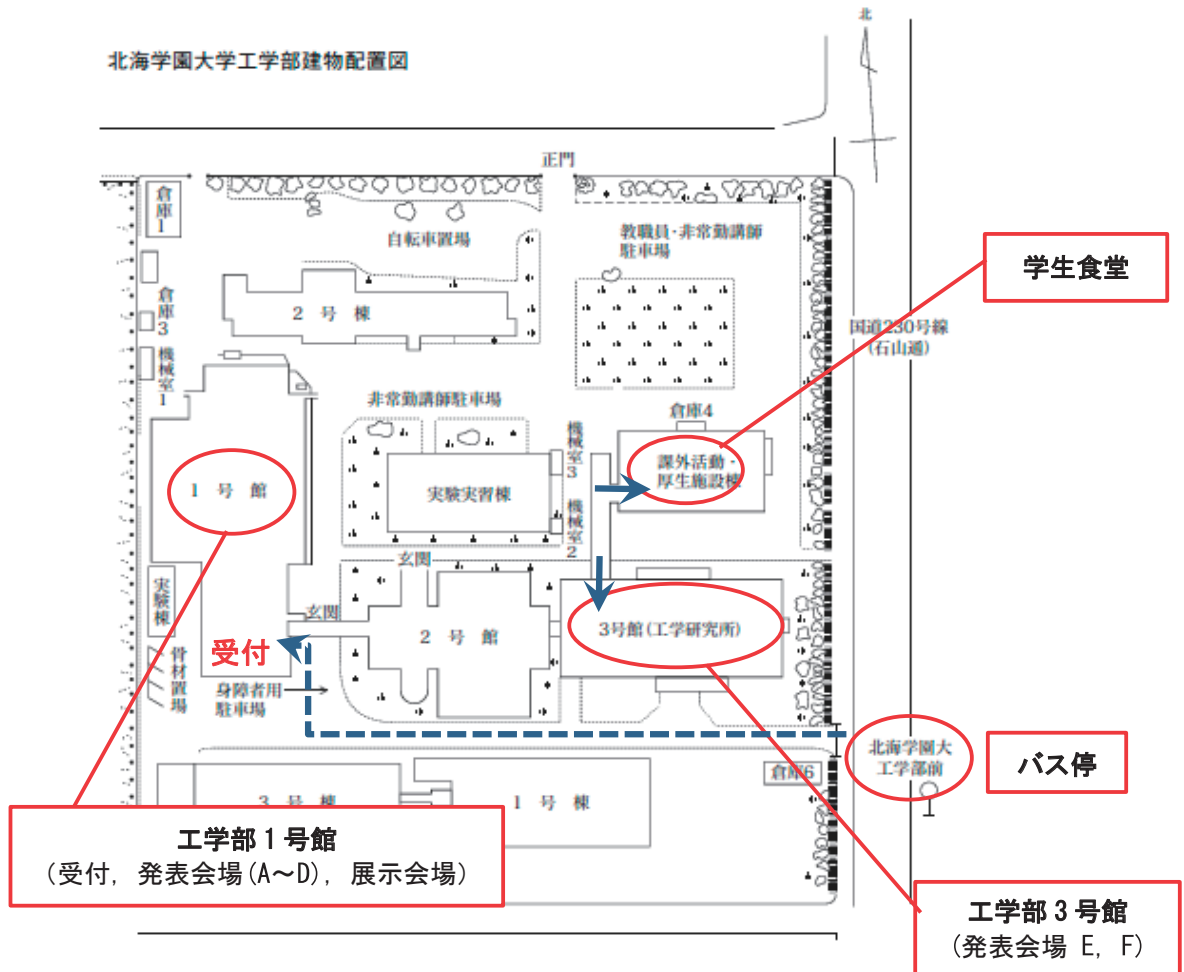 北
北海学園大学工学部建物配置図
正門
倉庫1
自転車置場
教職員・非常勤講師
駐車場
学生食堂
倉庫3
2 号 棟
国道230号線
(石山通)
機械室1
非常勤講師駐車場
倉庫4
機械室3
課外活動・
厚生施設棟
1 号 館
実験実習棟
機械室2
玄関
実験棟
玄関
2 号 館
3号館(工学研究所)
受付
骨材置場
身障者用
駐車場
北海学園大
工学部前
バス停
倉庫6
3 号 棟
1 号 棟
工学部1号館
(受付, 発表会場(A～D), 展示会場)
工学部3号館
(発表会場 E, F)